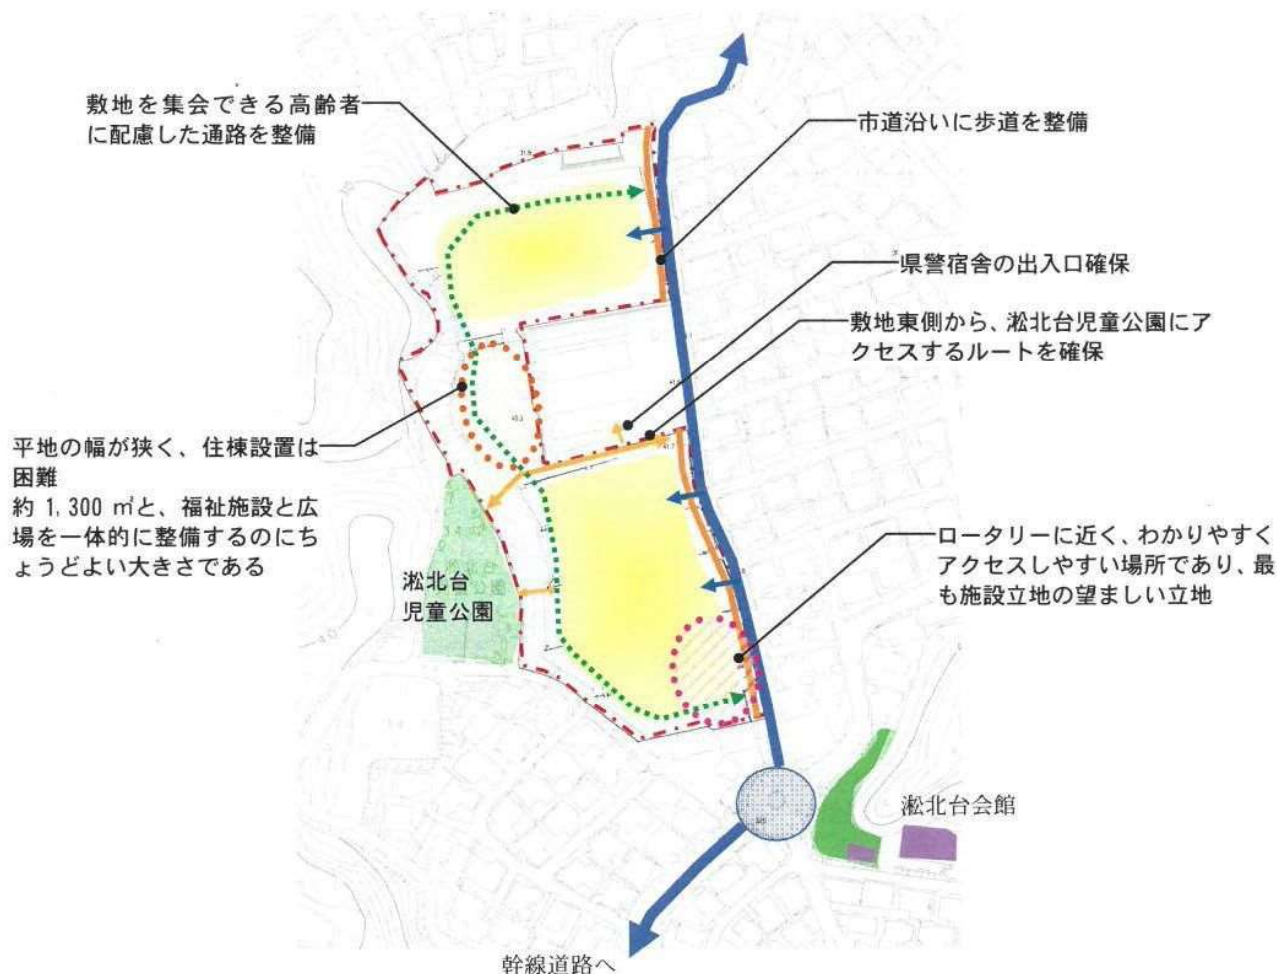 敷地を集会できる高齢者
に配慮した通路を整備
市道沿いに歩道を整備
県警宿舎の出入口確保
敷地東側から、淞北台児童公園にア
クセスするルートを確保
平地の幅が狭く、住棟設置は
困難
約 1,300 ㎡と、福祉施設と広
場を一体的に整備するのにち
ょうどよい大きさである
ロータリーに近く、わかりやすく
アクセスしやすい場所であり、最
も施設立地の望ましい立地
淞北台
児童公園
淞北台会館
幹線道路へ